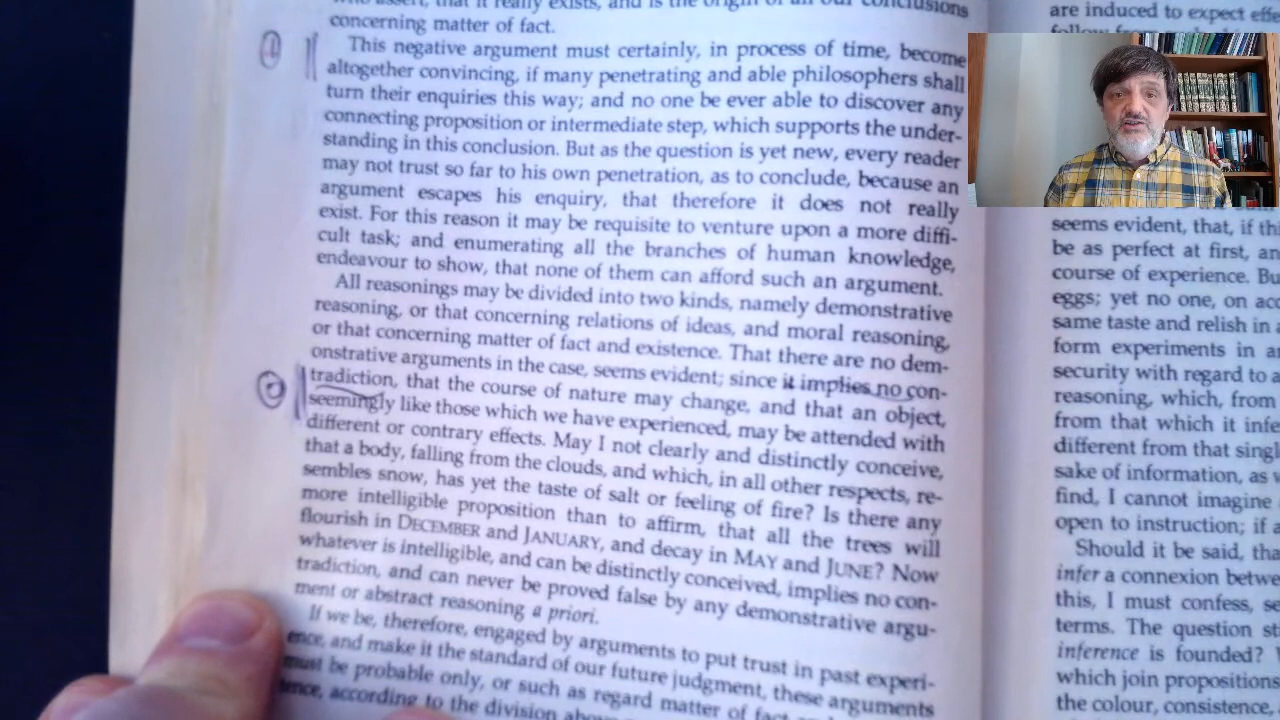 who assert, that it really exists, and is the origin of all our conclusions
concerning matter of fact.
This negative argument must certainly, in process of time, become
altogether convincing, if many penetrating and able philosophers shall
turn their enquiries this way; and no one be ever able to discover any
connecting proposition or intermediate step, which supports the under-
standing in this conclusion. But as the question is yet new, every reader
may not trust so far to his own penetration, as to conclude, because an
argument escapes his enquiry, that therefore it does not really
exist. For this reason it may be requisite to venture upon a more diffi-
cult task; and enumerating all the branches of human knowledge,
endeavour to show, that none of them can afford such an argument.
All reasonings may be divided into two kinds, namely demonstrative
reasoning, or that concerning relations of ideas, and moral reasoning,
or that concerning matter of fact and existence. That there are no dem-
onstrative arguments in the case, seems evident; since it implies no con-
tradiction, that the course of nature may change, and that an object,
seemingly like those which we have experienced, may be attended with
different or contrary effects. May I not clearly and distinctly conceive,
that a body, falling from the clouds, and which, in all other respects, re-
sembles snow, has yet the taste of salt or feeling of fire? Is there any
more intelligible proposition than to affirm, that all the trees will
flourish in DECEMBER and JANUARY, and decay in MAY and JUNE? Now
whatever is intelligible, and can be distinctly conceived, implies no con-
tradiction, and can never be proved false by any demonstrative argu-
ment or abstract reasoning a priori.
If we be, therefore, engaged by arguments to put trust in past experi-
ence, and make it the standard of our future judgment, these arguments
must be probable only, or such as regard matter of fact
according to the division
are induced to expect
seems evident, that, if
be as perfect at first,
course of experience.
eggs; yet no one, on
same taste and relish in
form experiments in
security with regard to
reasoning, which, from
from that which it
different from that
sake of information, as
find, I cannot imagine
open to instruction; if
Should it be said,
infer a connexion
this, I must confess,
terms. The question
inference is founded?
which join propositions
the colour, consistence,